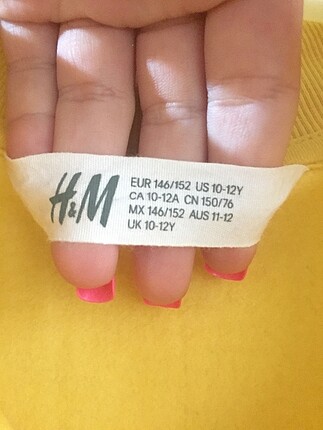 H&M
EUR 146/152 US 10-12Y
CA 10-12A CN 150/76
MX 146/152 AUS 11-12
UK 10-12Y